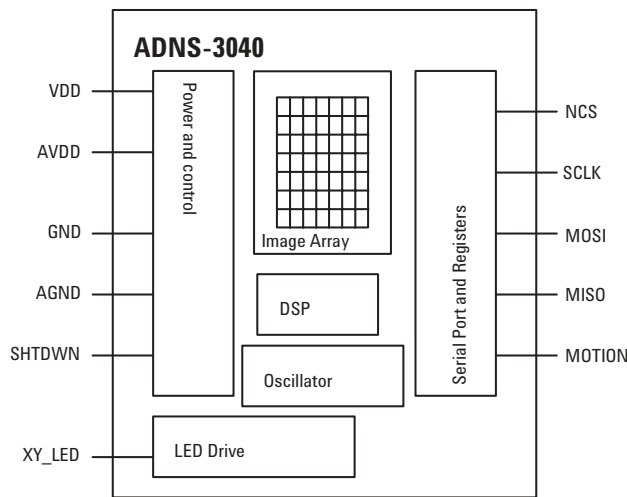 ADNS-3040
VDD
AVDD
GND
AGND
SHTDWN
XY_LED
Power and control
Image Array
DSP
Oscillator
LED Drive
Serial Port and Registers
NCS
SCLK
MOSI
MISO
MOTION